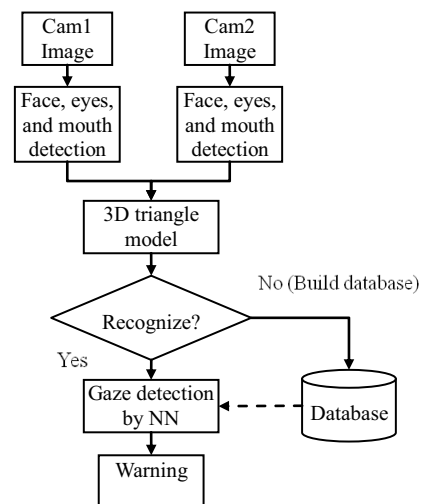 Cam1
Image
Cam2
Image
Face, eyes,
and mouth
detection
Face, eyes,
and mouth
detection
3D triangle
model
No (Build database)
Recognize?
Yes
Gaze detection
by NN
Database
Warning